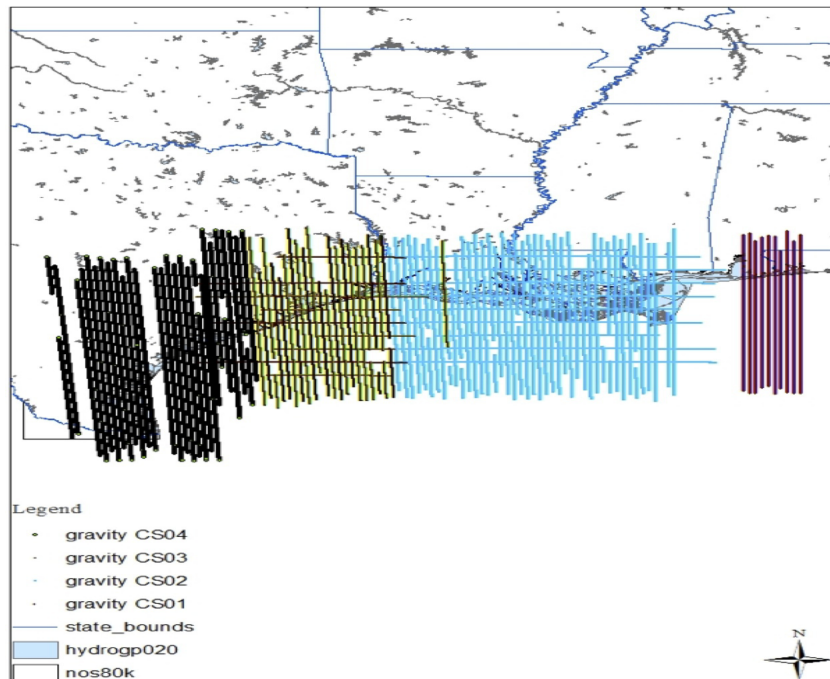 Legend
gravity CS04
gravity CS03
gravity CS02
gravity CS01
state_bounds
hydrogp020
nos80k
N